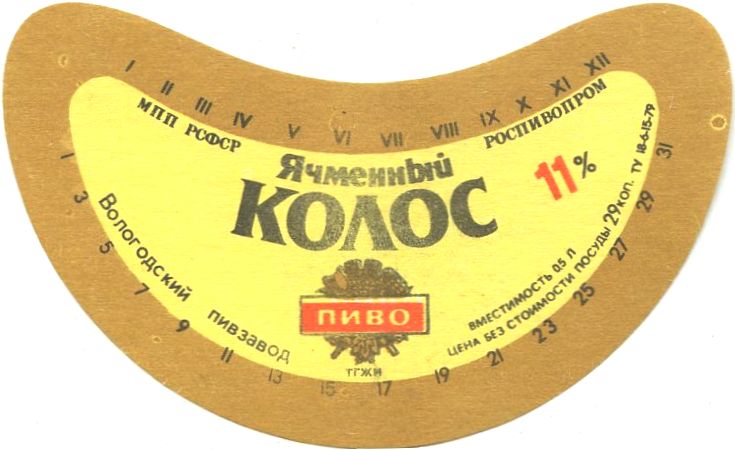 I II III IV V VI VII VIII IX X XI XII
МПП РСФСР
РОСПИВОПРОМ
Ячменный
КОЛОС
11%
ПИВО
Вологодский пивзавод
ВМЕСТИМОСТЬ 0,5 Л
ЦЕНА БЕЗ СТОИМОСТИ ПОСУДЫ 29 КОП. ТУ 18-6-15-79
1 3 5 7 9 11 13 15 17 19 21 23 25 27 29 31